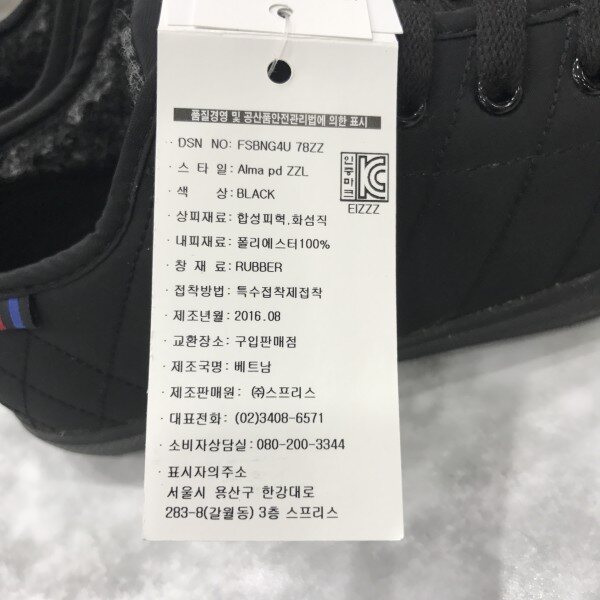 품질경영 및 공산품안전관리법에 의한 표시
· DSN NO: FSBNG4U 78ZZ
· 스 타 일: Alma pd ZZL
· 색 상: BLACK
인증마크 KC
EIZZZ
· 상피재료: 합성피혁.화섬직
· 내피재료: 폴리에스터100%
· 창 재 료: RUBBER
· 접착방법: 특수접착제접착
· 제조년월: 2016.08
· 교환장소: 구입판매점
· 제조국명: 베트남
· 제조판매원: ㈜스프리스
· 대표전화: (02)3408-6571
· 소비자상담실: 080-200-3344
· 표시자의주소
서울시 용산구 한강대로
283-8(갈월동) 3층 스프리스